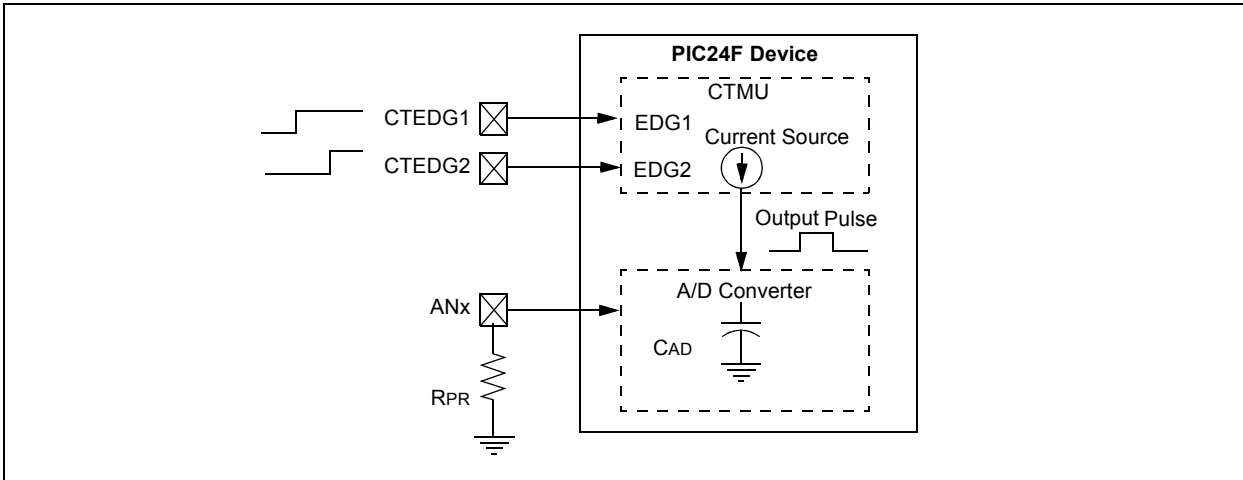 PIC24F Device
CTMU
CTEDG1
EDG1
Current Source
CTEDG2
EDG2
Output Pulse
A/D Converter
ANx
CAD
RPR